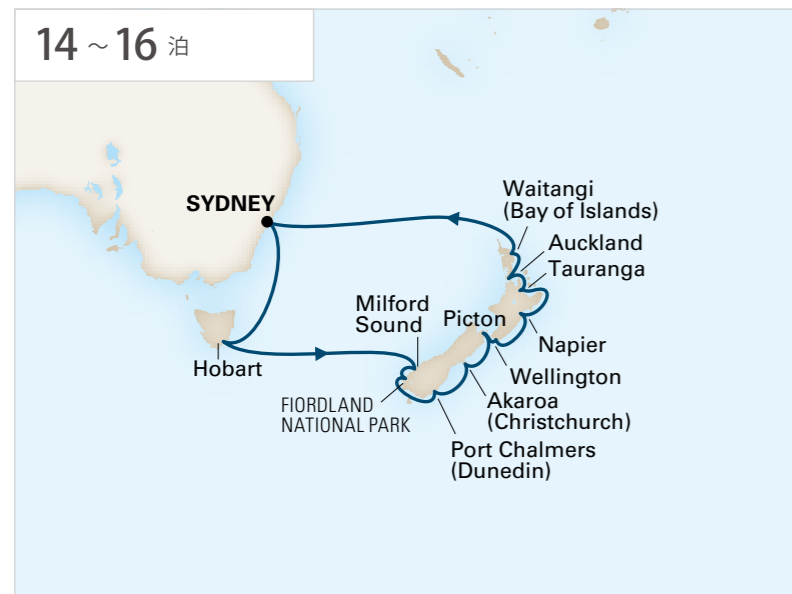 14 ～ 16 泊
SYDNEY
Hobart
Milford
Sound
FIORDLAND
NATIONAL PARK
Port Chalmers
(Dunedin)
Akaroa
(Christchurch)
Picton
Wellington
Napier
Tauranga
Auckland
Waitangi
(Bay of Islands)